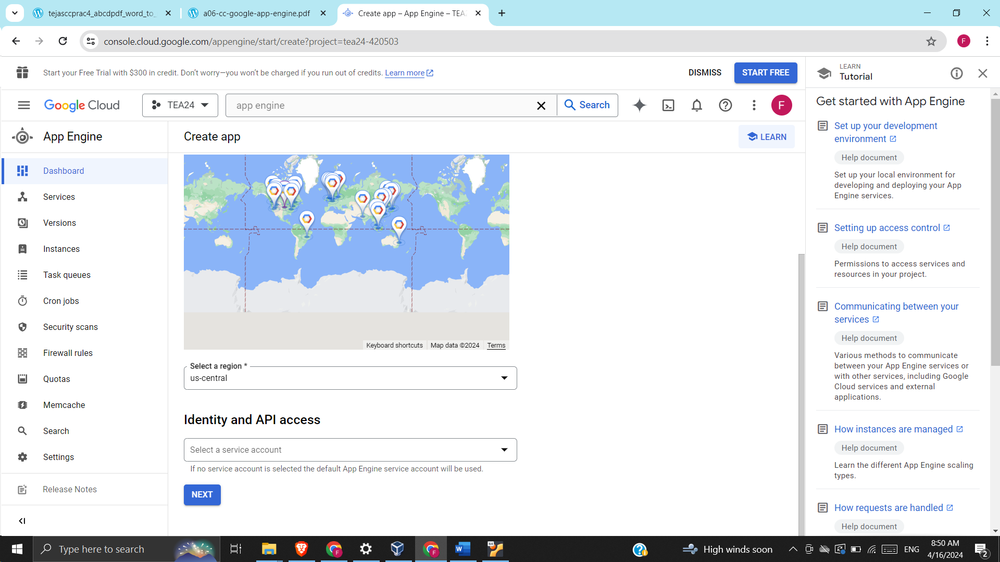 tejasccprac4_abcdpdf_word_to_
a06-cc-google-app-engine.pdf
Create app – App Engine – TEA
console.cloud.google.com/appengine/start/create?project=tea24-420503
F
Start your Free Trial with $300 in credit. Don't worry—you won't be charged if you run out of credits. Learn more
DISMISS
START FREE
Google Cloud
TEA24
app engine
Search
F
App Engine
Create app
LEARN
Dashboard
Services
Versions
Instances
Task queues
Cron jobs
Security scans
Firewall rules
Quotas
Memcache
Search
Settings
Release Notes
Keyboard shortcuts
Map data ©2024
Terms
Select a region *
us-central
Identity and API access
Select a service account
If no service account is selected the default App Engine service account will be used.
NEXT
LEARN
Tutorial
Get started with App Engine
Set up your development
environment
Help document
Set up your local environment for
developing and deploying your App
Engine services.
Setting up access control
Help document
Permissions to access services and
resources in your project.
Communicating between your
services
Help document
Various methods to communicate
between your App Engine services or
with other services, including Google
Cloud services and external
applications.
How instances are managed
Help document
Learn the different App Engine scaling
types.
How requests are handled
Help document
Type here to search
F
F
W
64
High winds soon
ENG
8:50 AM
4/16/2024
2